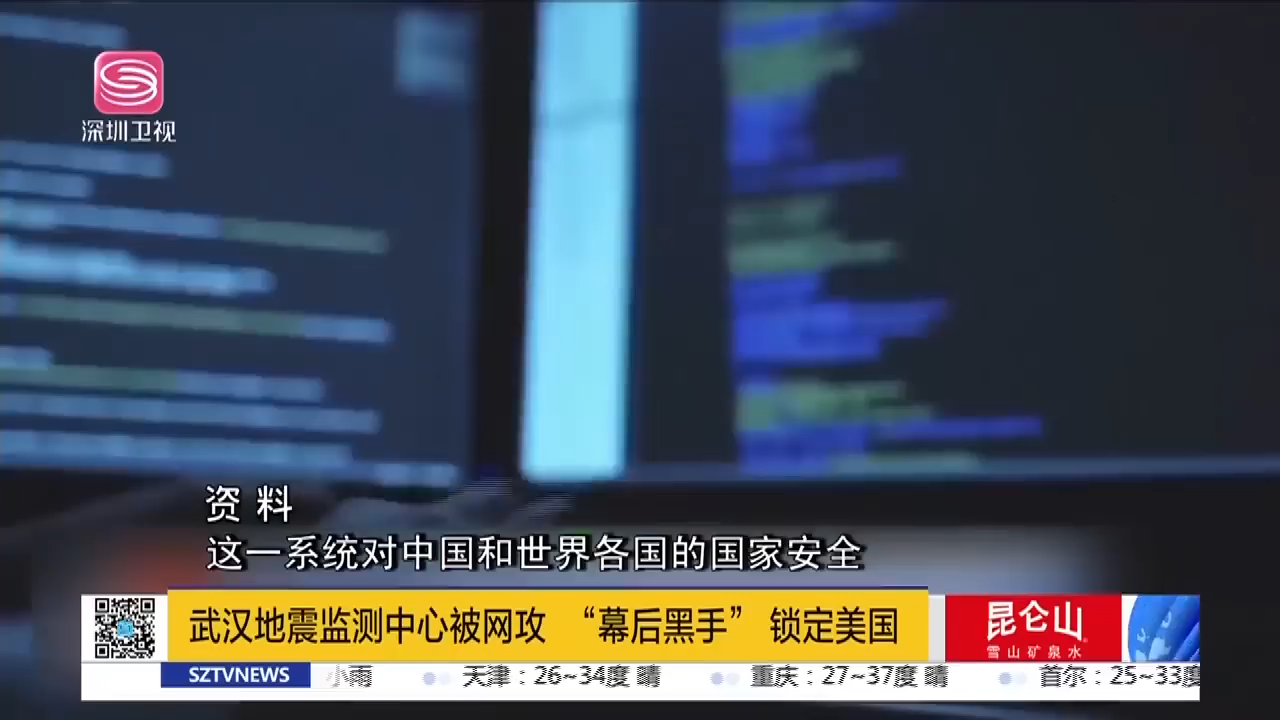 深圳卫视
资料
这一系统对中国和世界各国的国家安全
武汉地震监测中心被网攻 “幕后黑手” 锁定美国
昆仑山
雪山矿泉水
SZTVNEWS
小雨 天津：26~34度 晴 重庆：27~37度 晴 首尔：25~33度